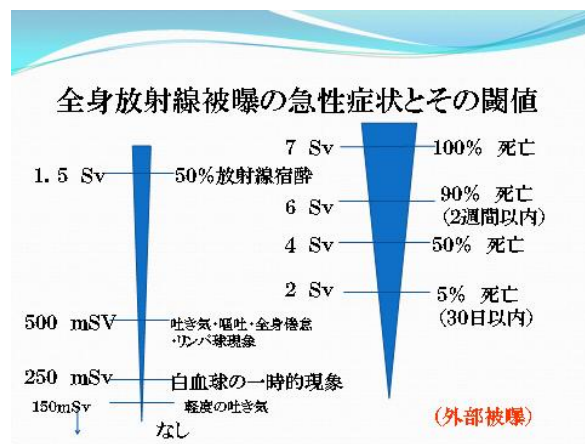 全身放射線被曝の急性症状とその閾値
1.5 Sv 50%放射線宿酔
500 mSV 吐き気・嘔吐・全身倦怠
・リンパ球現象
250 mSv 白血球の一時的現象
150mSv 軽度の吐き気
なし
7 Sv 100% 死亡
6 Sv 90% 死亡
(2週間以内)
4 Sv 50% 死亡
2 Sv 5% 死亡
(30日以内)
(外部被曝)